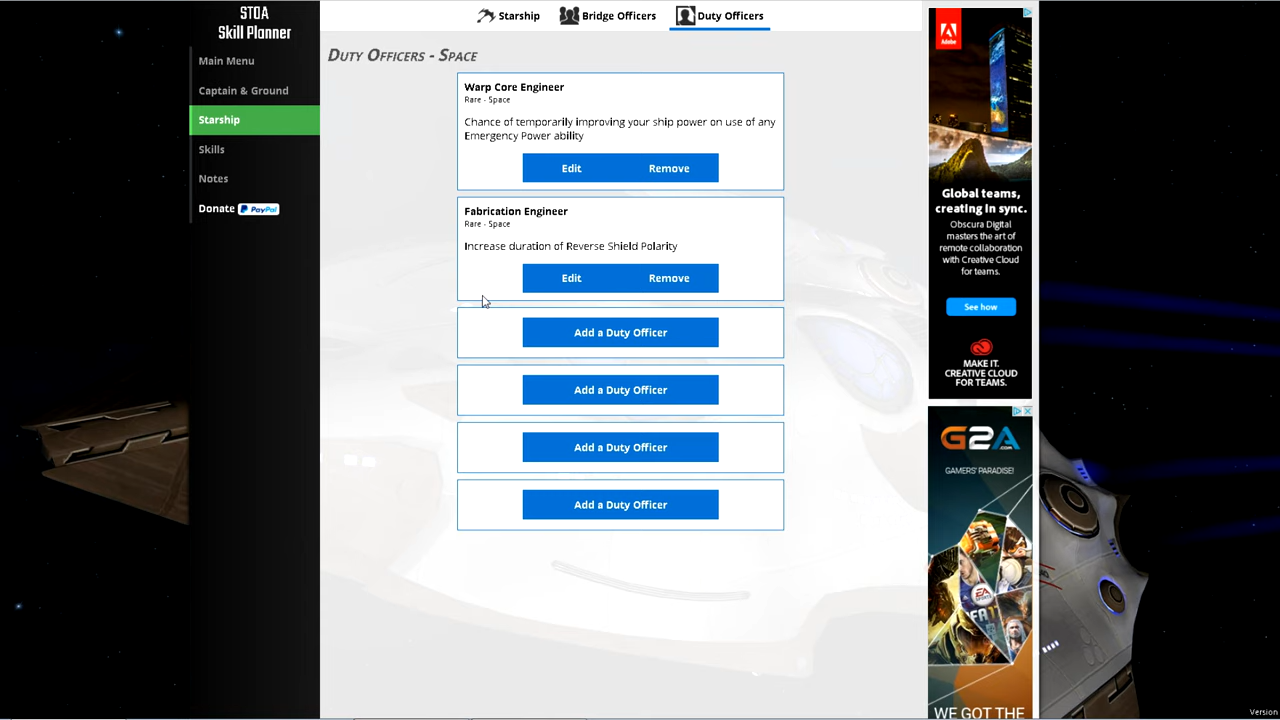 STOA
Skill Planner
Main Menu
Captain & Ground
Starship
Skills
Notes
Donate PayPal
Starship
Bridge Officers
Duty Officers
Duty Officers - Space
Warp Core Engineer
Rare - Space
Chance of temporarily improving your ship power on use of any
Emergency Power ability
Edit
Remove
Fabrication Engineer
Rare - Space
Increase duration of Reverse Shield Polarity
Edit
Remove
Add a Duty Officer
Add a Duty Officer
Add a Duty Officer
Add a Duty Officer
Adobe
Global teams,
creating in sync.
Obscura Digital
masters the art of
remote collaboration
with Creative Cloud
for teams.
See how
MAKE IT.
CREATIVE CLOUD
FOR TEAMS.
G2A
.COM
GAMERS' PARADISE!
EA
SPORTS
WE GOT THE
Version